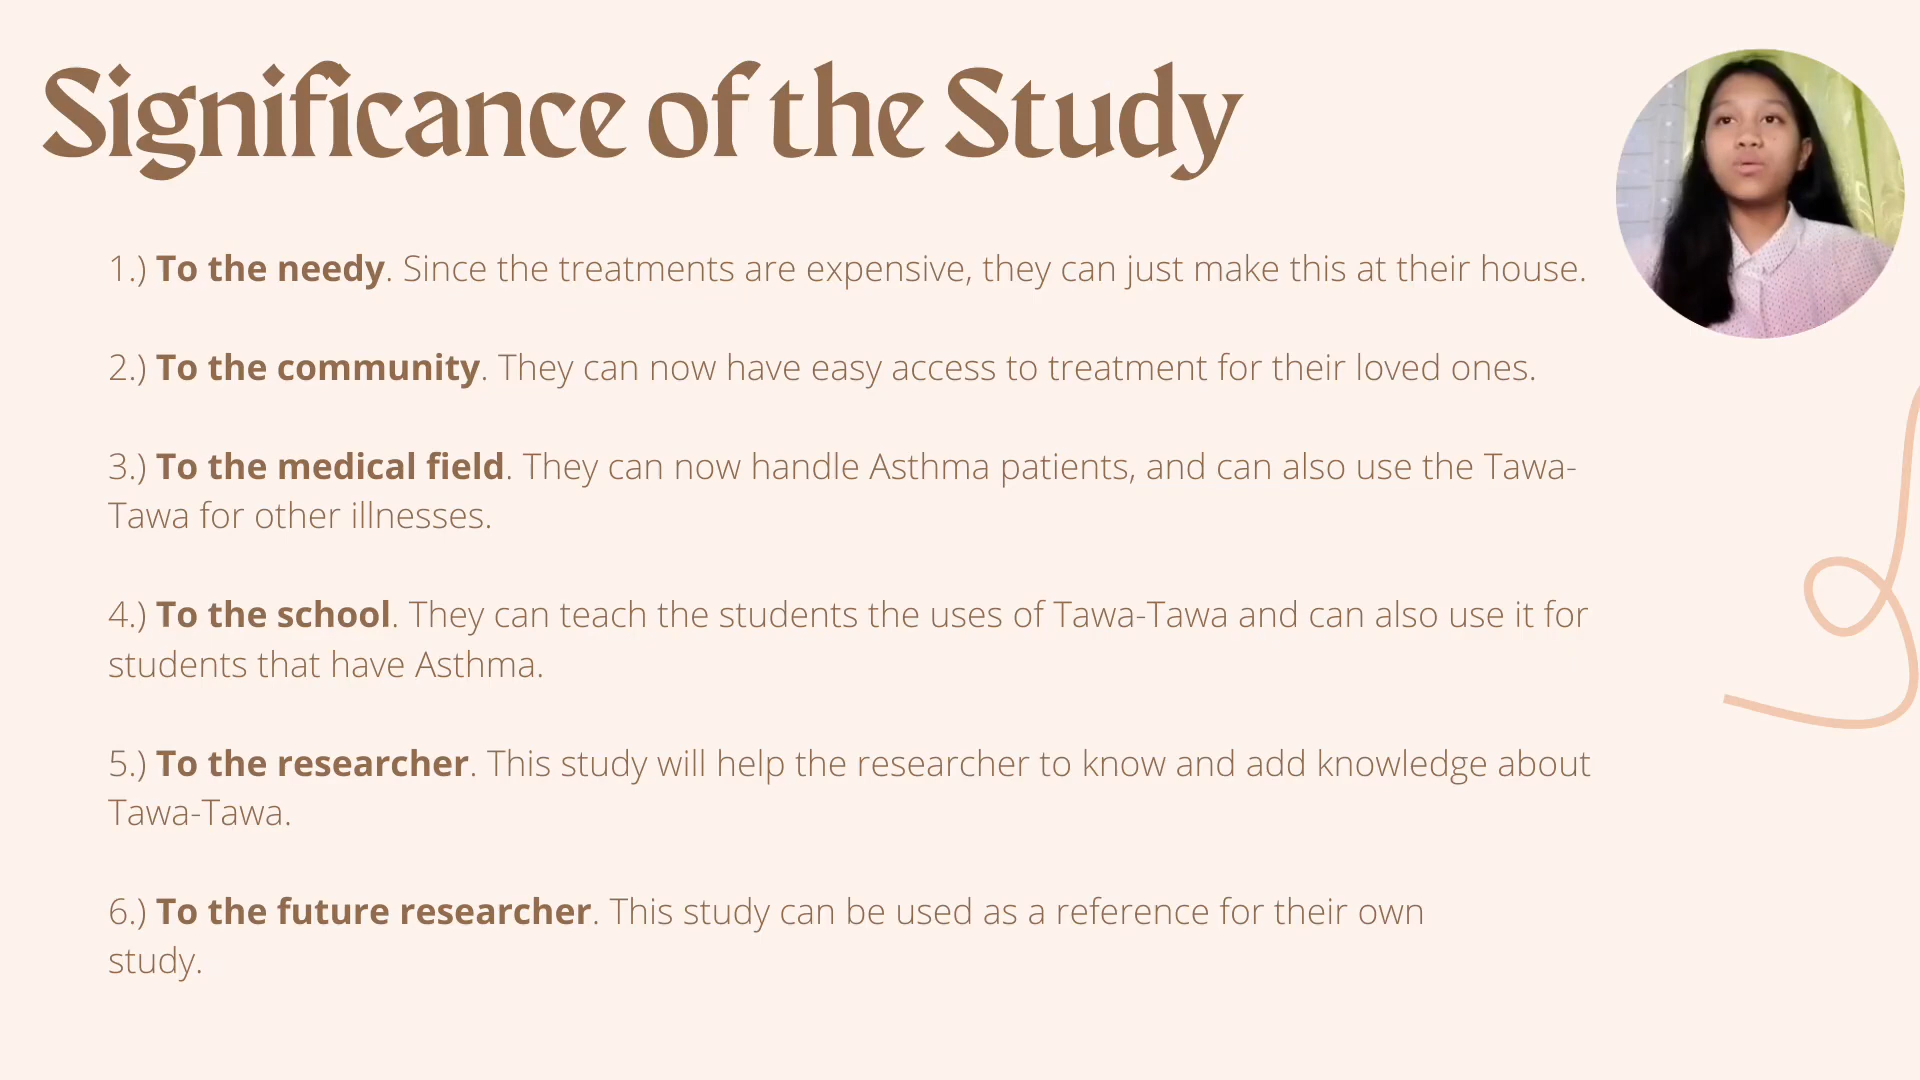 Significance of the Study
1.) To the needy. Since the treatments are expensive, they can just make this at their house.
2.) To the community. They can now have easy access to treatment for their loved ones.
3.) To the medical field. They can now handle Asthma patients, and can also use the Tawa-
Tawa for other illnesses.
4.) To the school. They can teach the students the uses of Tawa-Tawa and can also use it for
students that have Asthma.
5.) To the researcher. This study will help the researcher to know and add knowledge about
Tawa-Tawa.
6.) To the future researcher. This study can be used as a reference for their own
study.